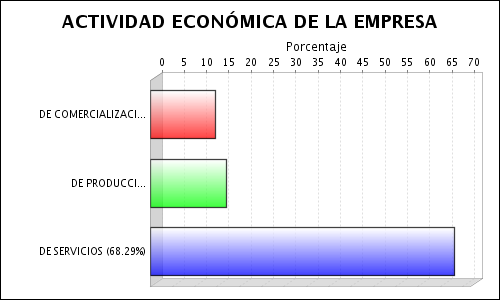 ACTIVIDAD ECONÓMICA DE LA EMPRESA
Porcentaje
0 5 10 15 20 25 30 35 40 45 50 55 60 65 70
DE COMERCIALIZACI...
DE PRODUCCI...
DE SERVICIOS (68.29%)